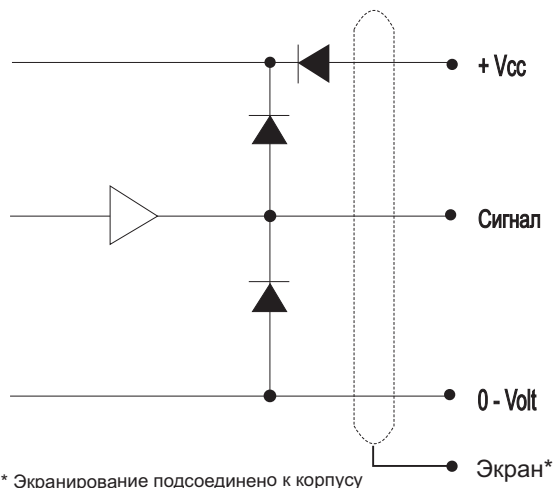 + Vcc
Сигнал
0 - Volt
Экран*
* Экранирование подсоединено к корпусу